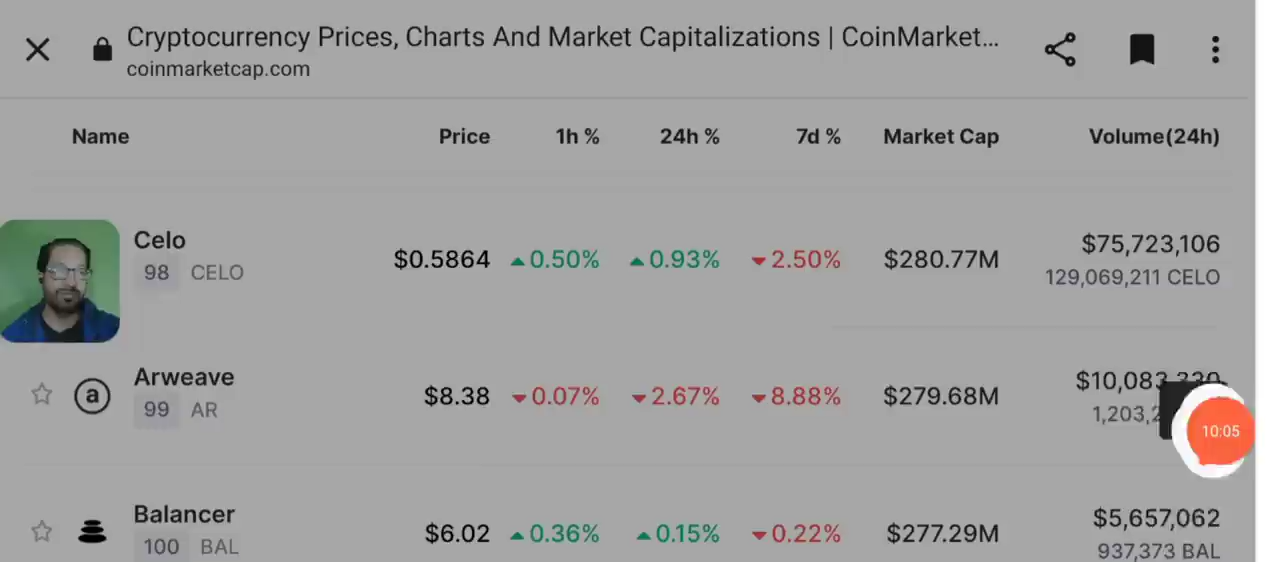 Cryptocurrency Prices, Charts And Market Capitalizations | CoinMarket...
coinmarketcap.com
Name Price 1h % 24h % 7d % Market Cap Volume(24h)
Celo $0.5864 0.50% 0.93% 2.50% $280.77M $75,723,106
98 CELO 129,069,211 CELO
Arweave $8.38 0.07% 2.67% 8.88% $279.68M
99 AR
10:05
Balancer $6.02 0.36% 0.15% 0.22% $277.29M $5,657,062
100 BAL 937,373 BAL